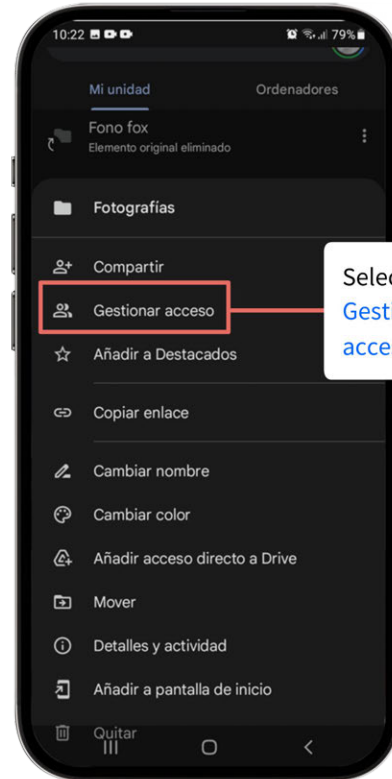 10:22 79%
Mi unidad Ordenadores
Fono fox
Elemento original eliminado
Fotografías
Compartir
Gestionar acceso
Añadir a Destacados
Copiar enlace
Cambiar nombre
Cambiar color
Añadir acceso directo a Drive
Mover
Detalles y actividad
Añadir a pantalla de inicio
Quitar